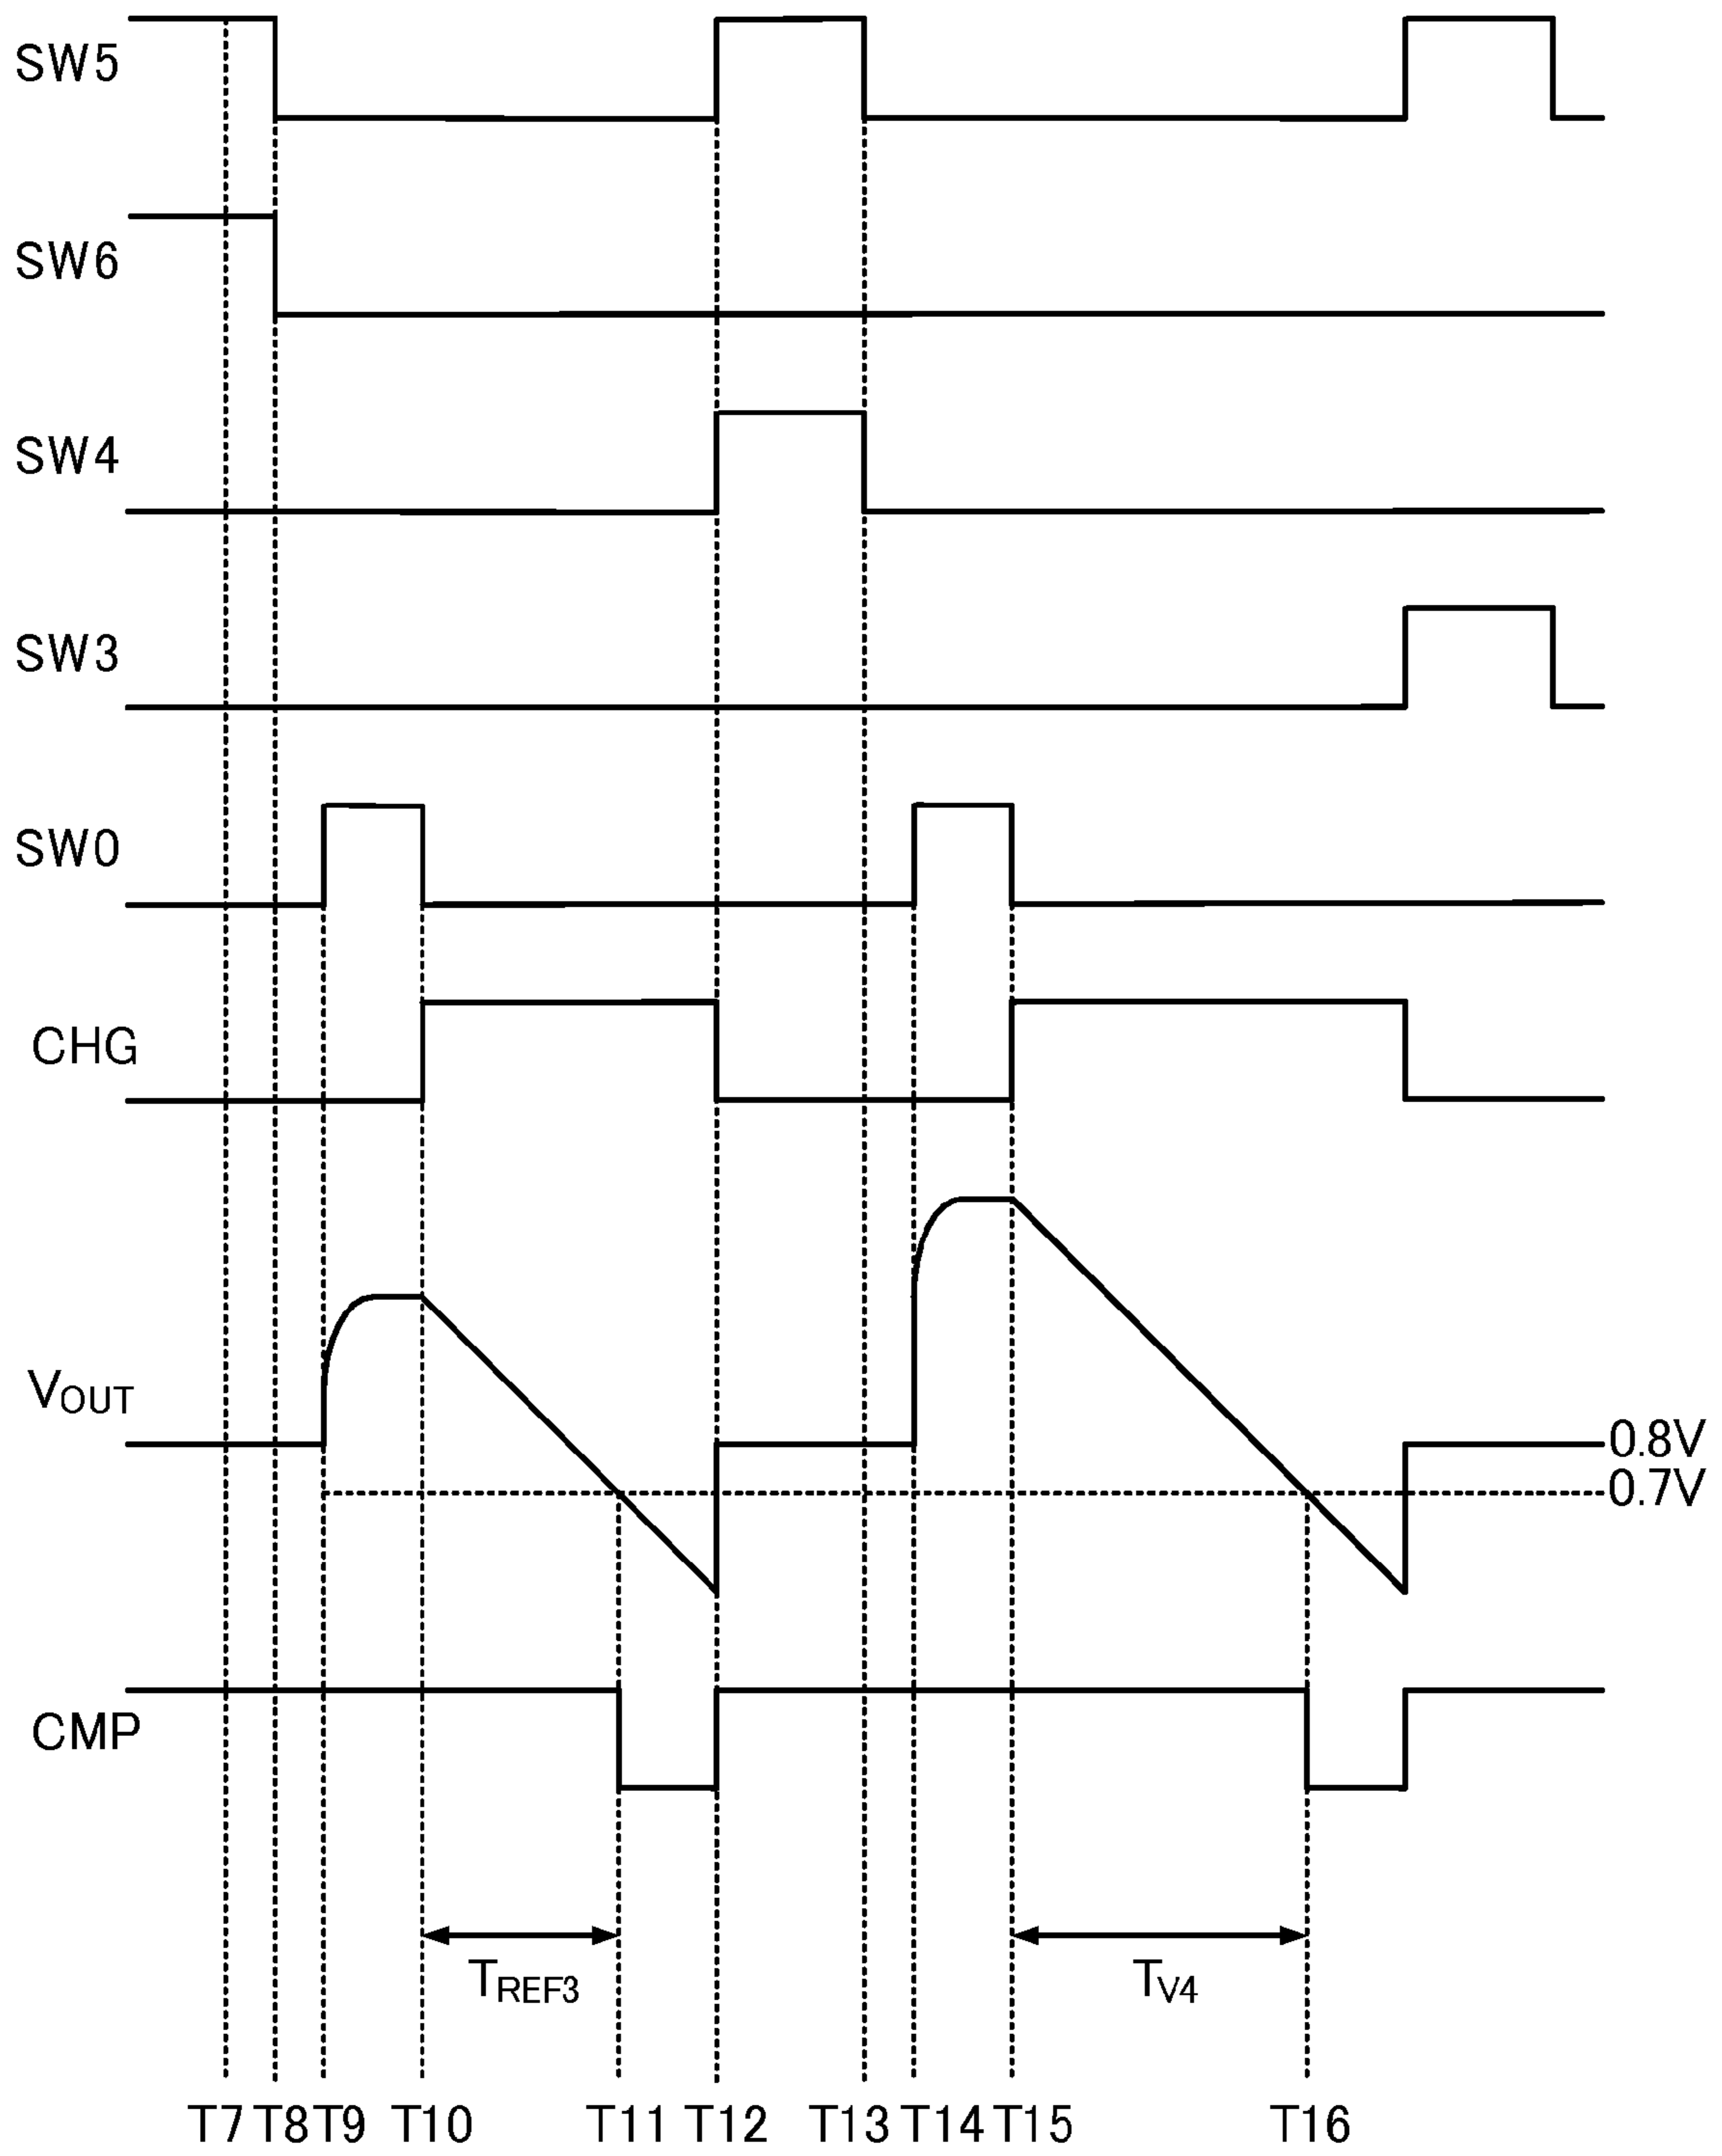 SW5
SW6
SW4
SW3
SW0
CHG
VOUT
0.8V
0.7V
CMP
TREF3 TV4
T7 T8 T9 T10 T11 T12 T13 T14 T15 T16